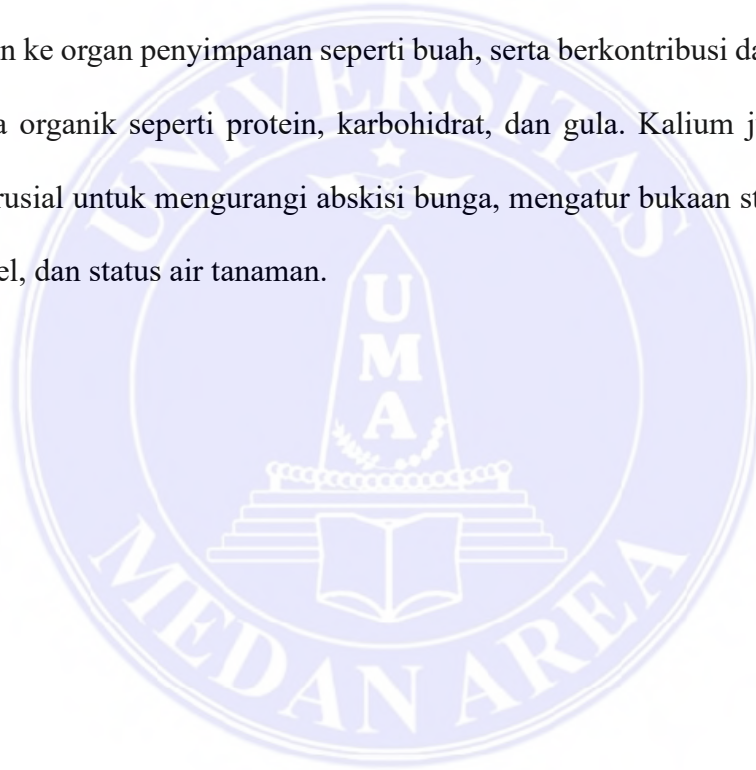 n ke organ penyimpanan seperti buah, serta berkontribusi da
a organik seperti protein, karbohidrat, dan gula. Kalium j
rusial untuk mengurangi abskisi bunga, mengatur bukaan st
el, dan status air tanaman.
UNIVERSITAS
UMA
MEDAN AREA